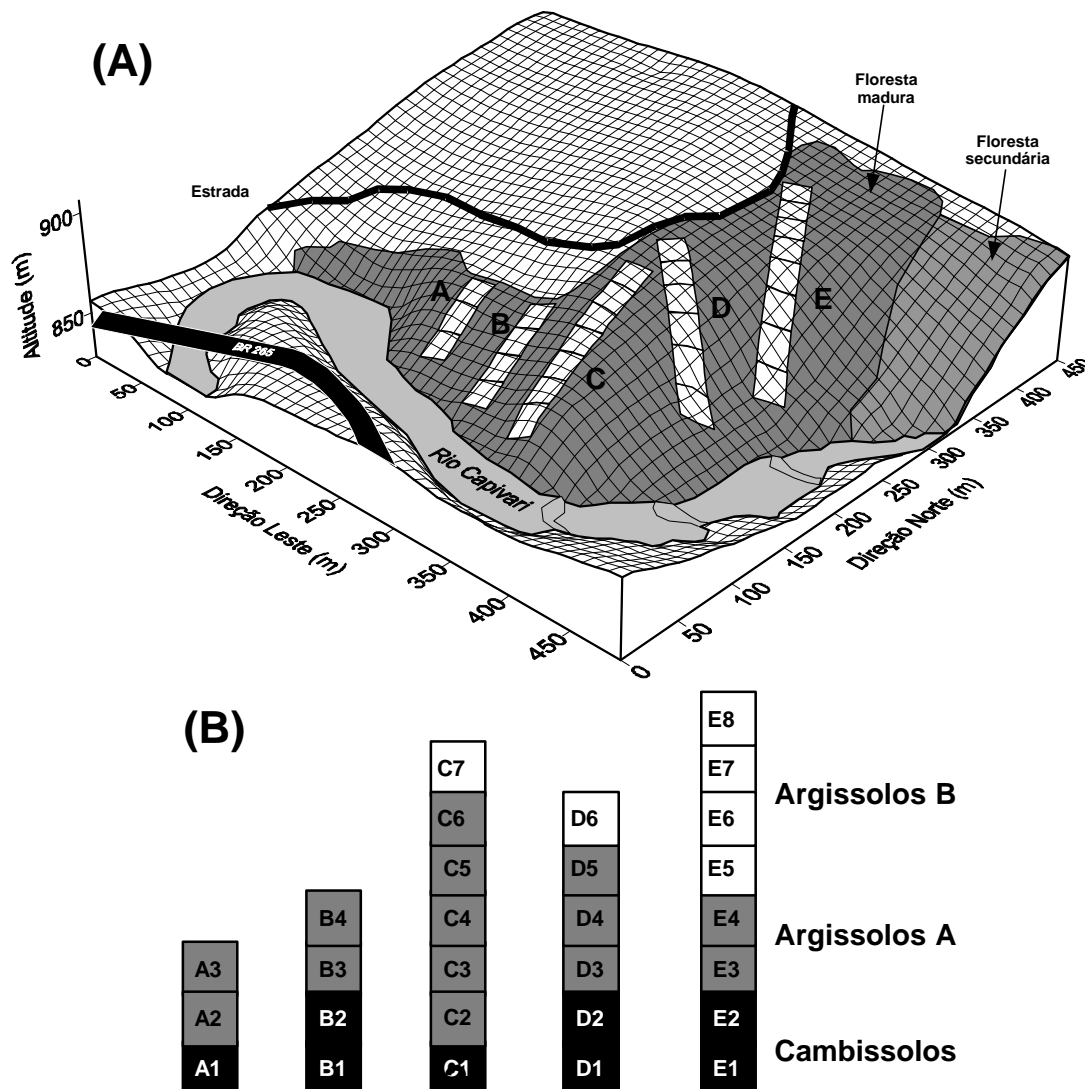 (A)
Floresta
madura
Floresta
secundária
Estrada
900
850
Altitude (m)
A
B
C
D
E
BR 265
Rio Capivari
0
50
100
150
200
250
300
350
400
450
Direção Leste (m)
0
50
100
150
200
250
300
350
400
450
Direção Norte (m)
(B)
E8
C7
E7
Argissolos B
C6
D6
E6
C5
D5
E5
B4
C4
D4
E4
Argissolos A
A3
B3
C3
D3
E3
A2
B2
C2
D2
E2
A1
B1
C1
D1
E1
Cambissolos